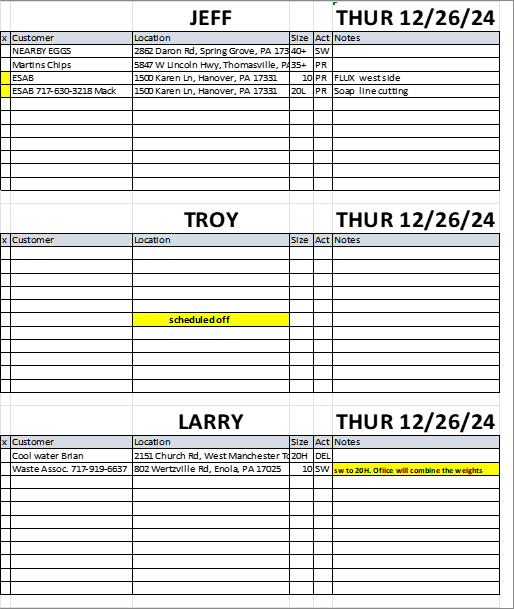 JEFF THUR 12/26/24
x Customer Location Size Act Notes
NEARBY EGGS 2862 Daron Rd, Spring Grove, PA 173 40+ SW
Martins Chips 5847 W Lincoln Hwy, Thomasville, PA 35+ PR
ESAB 1500 Karen Ln, Hanover, PA 17331 10 PR FLUX west side
ESAB 717-630-3218 Mack 1500 Karen Ln, Hanover, PA 17331 20L PR Soap line cutting
TROY THUR 12/26/24
x Customer Location Size Act Notes
scheduled off
LARRY THUR 12/26/24
x Customer Location Size Act Notes
Cool water Brian 2151 Church Rd, West Manchester To 20H DEL
Waste Assoc. 717-919-6637 802 Wertzville Rd, Enola, PA 17025 10 SW sw to 20H. Office will combine the weights